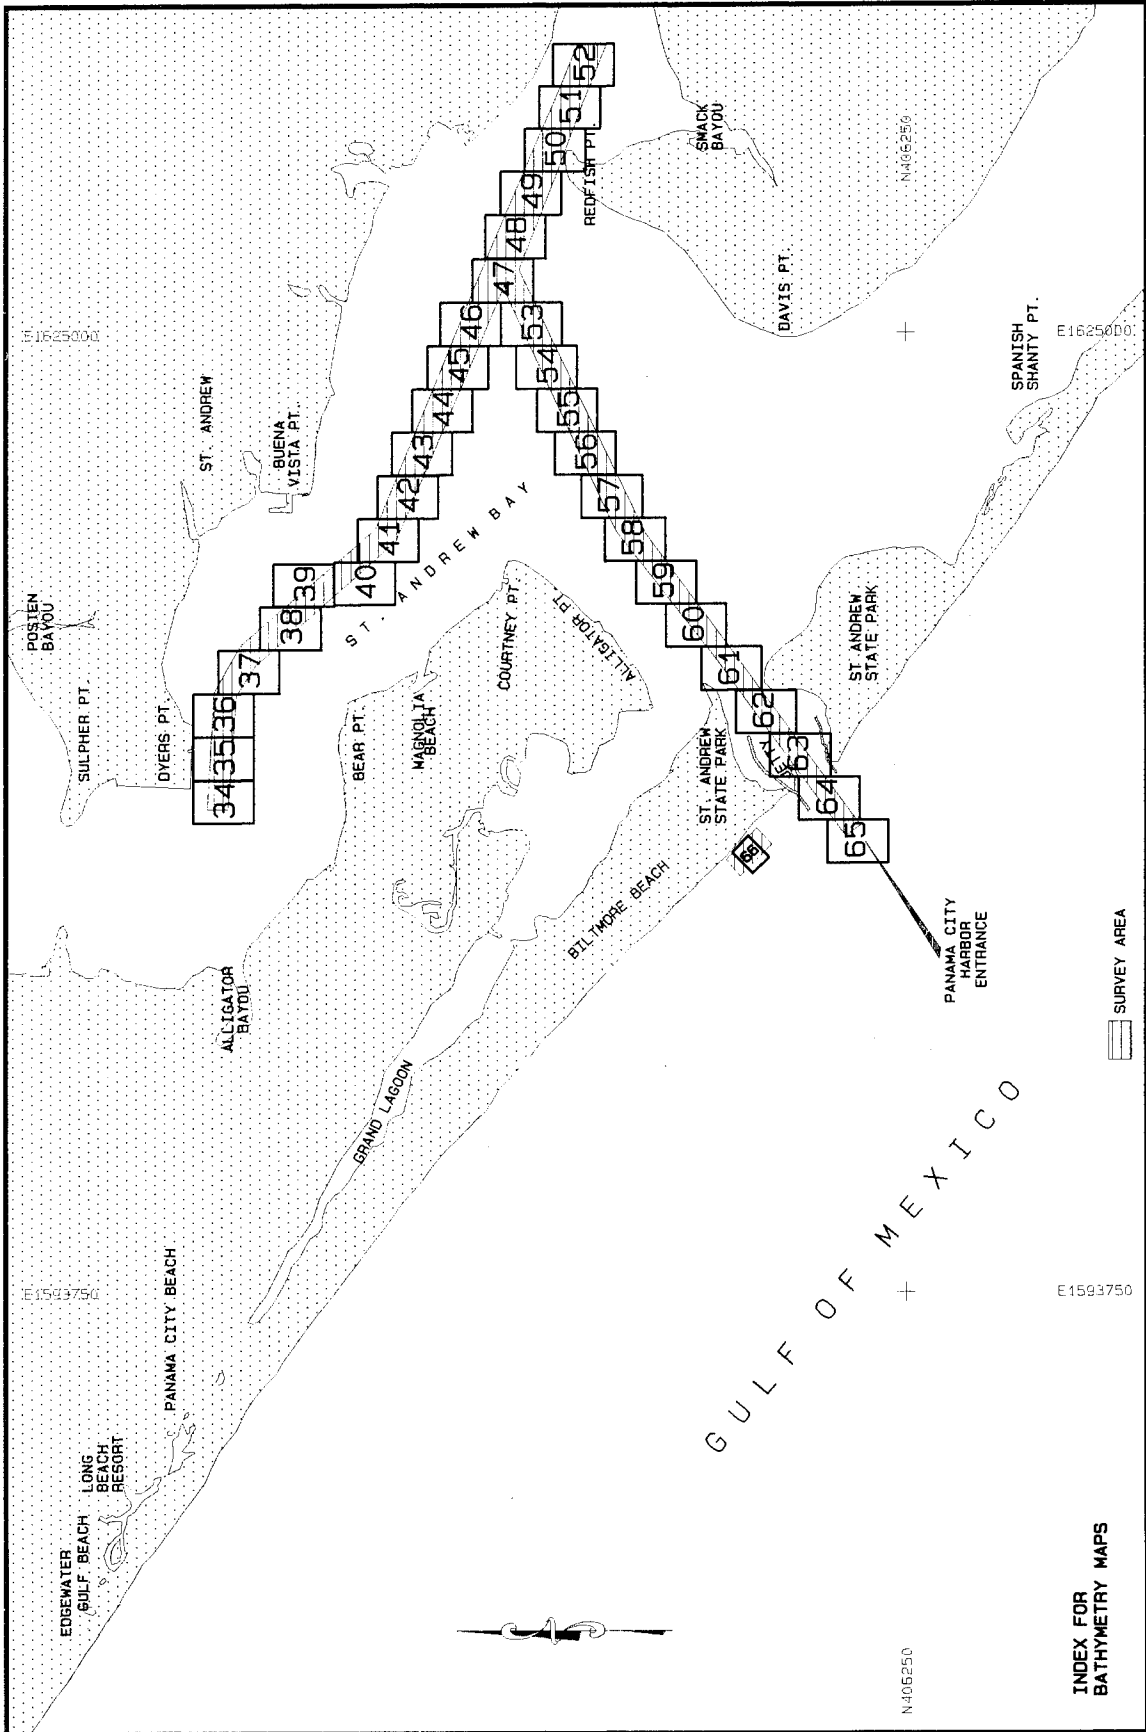 EDGEWATER
GULF BEACH
LONG
BEACH
RESORT
PANAMA CITY BEACH
E1593750
E1625000
POSTEN
BAYOU
SULPHER PT.
DYERS PT.
ST. ANDREW
BUENA
VISTA PT.
ALLIGATOR
BAYOU
34
35
36
37
38
39
40
41
42
43
44
45
46
47
48
49
50
51
52
53
54
55
56
57
58
59
60
61
62
63
64
65
66
GRAND LAGOON
BEAR PT.
MAGNOLIA
BEACH
ST. ANDREW BAY
COURTNEY PT.
ALLIGATOR PT.
REDFISH PT.
BILTMORE BEACH
ST. ANDREW
STATE PARK
JETTY
SMACK
BAYOU
DAVIS PT.
ST. ANDREW
STATE PARK
GULF OF MEXICO
N406250
N406250
PANAMA CITY
HARBOR
ENTRANCE
SPANISH
SHANTY PT.
E1593750
E1625000
INDEX FOR
BATHYMETRY MAPS
SURVEY AREA